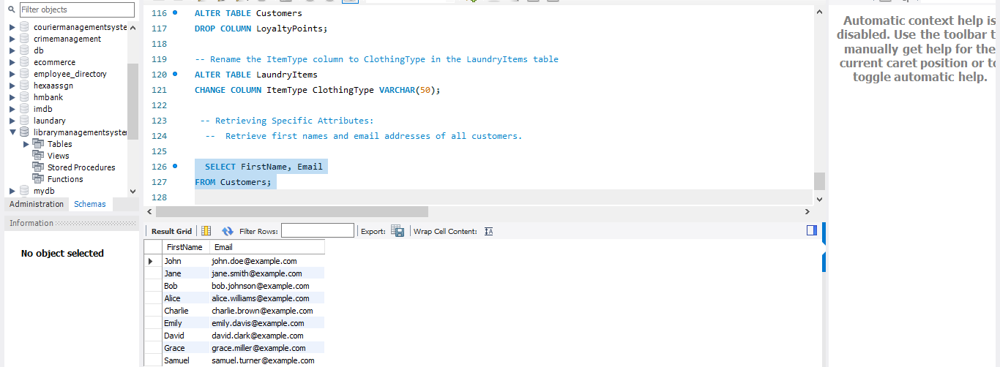 Filter objects
couriermanagementsyste
crimemanagement
db
ecommerce
employee_directory
hexaassgn
hmbank
imdb
laundary
librarymanagementsyster
Tables
Views
Stored Procedures
Functions
mydb
Administration Schemas
Information
No object selected
116 ALTER TABLE Customers
117 DROP COLUMN LoyaltyPoints;
118
119 -- Rename the ItemType column to ClothingType in the LaundryItems table
120 ALTER TABLE LaundryItems
121 CHANGE COLUMN ItemType ClothingType VARCHAR(50);
122
123 -- Retrieving Specific Attributes:
124 -- Retrieve first names and email addresses of all customers.
125
126 SELECT FirstName, Email
127 FROM Customers;
128
Result Grid Filter Rows: Export: Wrap Cell Content:
FirstName Email
John john.doe@example.com
Jane jane.smith@example.com
Bob bob.johnson@example.com
Alice alice.williams@example.com
Charlie charlie.brown@example.com
Emily emily.davis@example.com
David david.clark@example.com
Grace grace.miller@example.com
Samuel samuel.turner@example.com
Automatic context help is
disabled. Use the toolbar t
manually get help for the
current caret position or to
toggle automatic help.